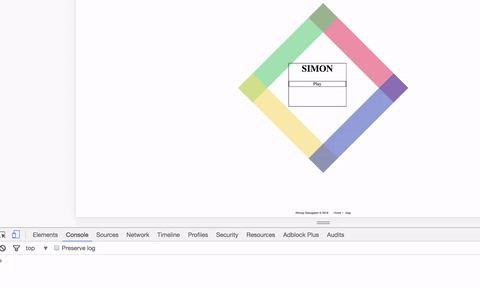 SIMON
Play
Elements Console Sources Network Timeline Profiles Security Resources Adblock Plus Audits
top ▼ Preserve log